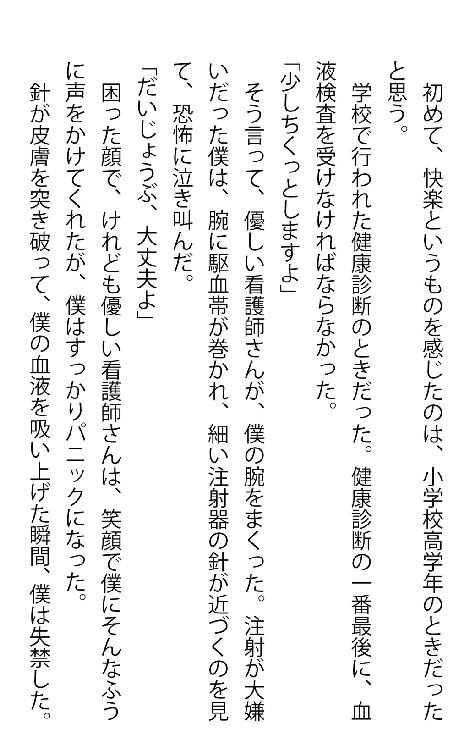 初めて、快楽というものを感じたのは、小学校高学年のときだった
と思う。
　学校で行われた健康診断のときだった。健康診断の一番最後に、血
液検査を受けなければならなかった。
「少しちくっとしますよ」
　そう言って、優しい看護師さんが、僕の腕をまくった。注射が大嫌
いだった僕は、腕に駆血帯が巻かれ、細い注射器の針が近づくのを見
て、恐怖に泣き叫んだ。
「だいじょうぶ、大丈夫よ」
　困った顔で、けれども優しい看護師さんは、笑顔で僕にそんなふう
に声をかけてくれたが、僕はすっかりパニックになった。
　針が皮膚を突き破って、僕の血液を吸い上げた瞬間、僕は失禁した。